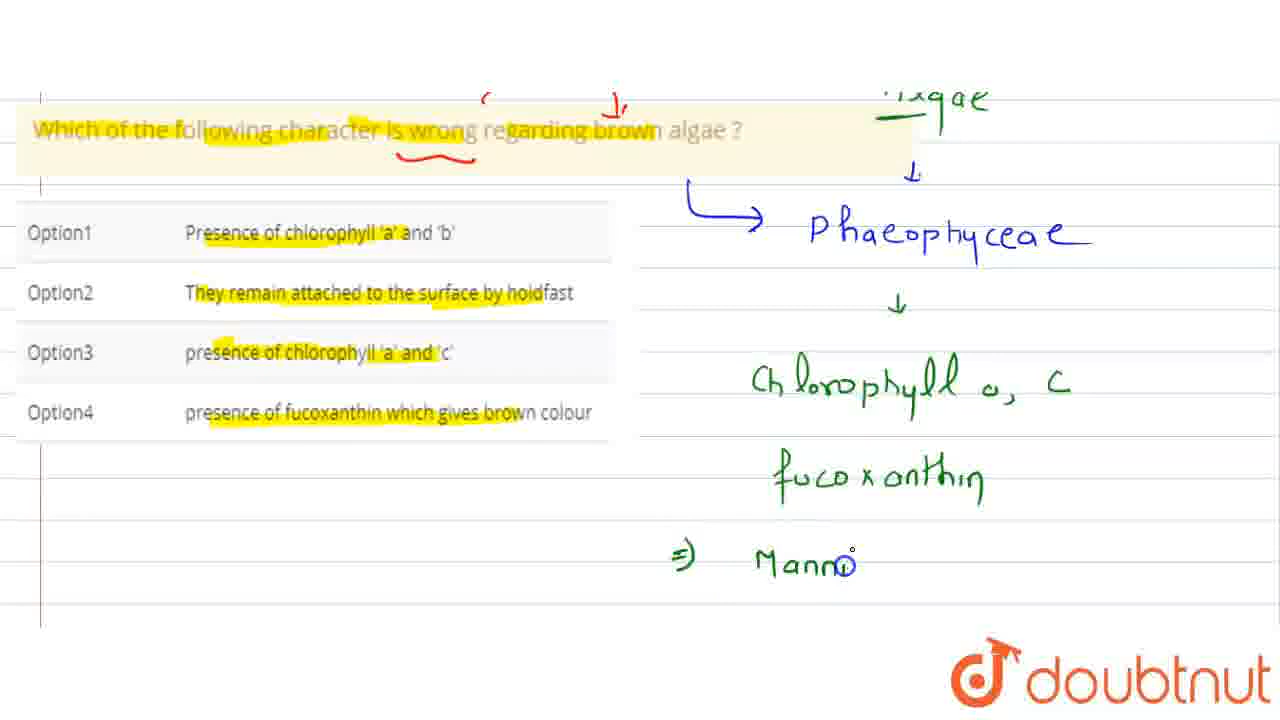 Which of the following character is wrong regarding brown algae ?
Option1 Presence of chlorophyll 'a' and 'b'
Option2 They remain attached to the surface by holdfast
Option3 presence of chlorophyll 'a' and 'c'
Option4 presence of fucoxanthin which gives brown colour
Phaeophyceae
Chlorophyll a, c
fucoxanthin
⇒ Manni
doubtnut